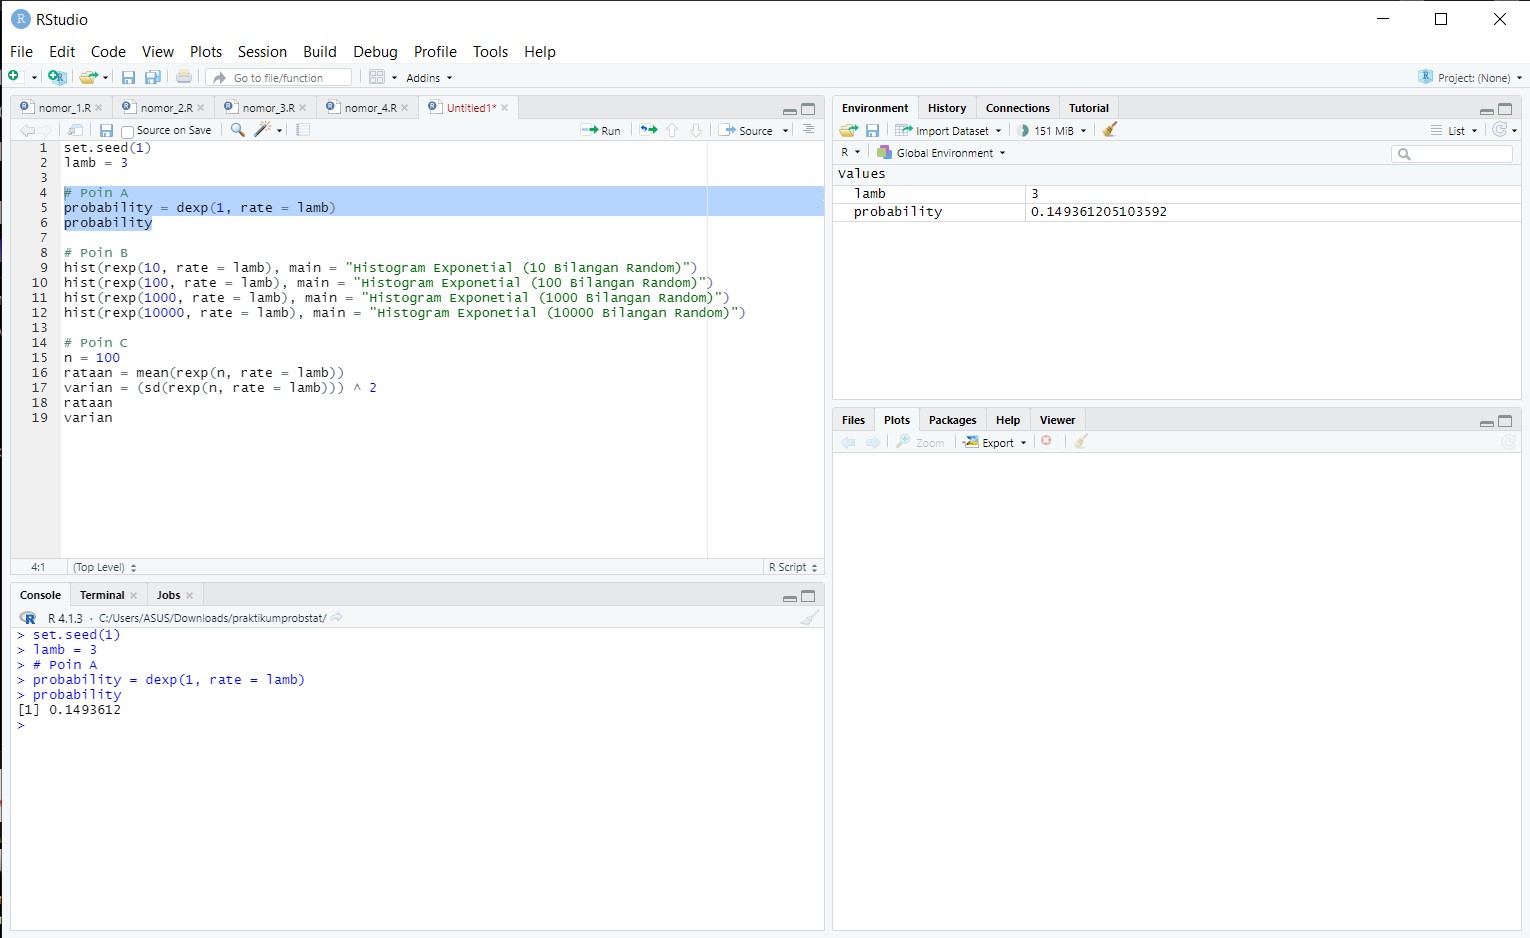 RStudio
File Edit Code View Plots Session Build Debug Profile Tools Help
Go to file/function Addins Project: (None)
nomor_1.R nomor_2.R nomor_3.R nomor_4.R Untitled1*
Source on Save Run Source
1 set.seed(1)
2 lamb = 3
3
4 # Poin A
5 probability = dexp(1, rate = lamb)
6 probability
7
8 # Poin B
9 hist(rexp(10, rate = lamb), main = "Histogram Exponetial (10 Bilangan Random)")
10 hist(rexp(100, rate = lamb), main = "Histogram Exponetial (100 Bilangan Random)")
11 hist(rexp(1000, rate = lamb), main = "Histogram Exponetial (1000 Bilangan Random)")
12 hist(rexp(10000, rate = lamb), main = "Histogram Exponetial (10000 Bilangan Random)")
13
14 # Poin C
15 n = 100
16 rataan = mean(rexp(n, rate = lamb))
17 varian = (sd(rexp(n, rate = lamb))) ^ 2
18 rataan
19 varian
4:1 (Top Level) R Script
Console Terminal Jobs
R 4.1.3 · C:/Users/ASUS/Downloads/praktikumprobstat/
> set.seed(1)
> lamb = 3
> # Poin A
> probability = dexp(1, rate = lamb)
> probability
[1] 0.1493612
>
Environment History Connections Tutorial
Import Dataset 151 MiB List
R Global Environment
values
lamb 3
probability 0.149361205103592
Files Plots Packages Help Viewer
Zoom Export